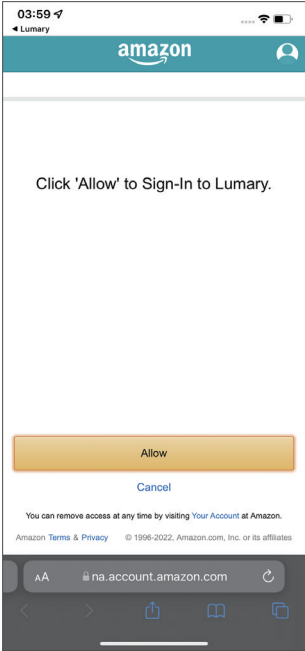 03:59
◀ Lumary
amazon
Click 'Allow' to Sign-In to Lumary.
Allow
Cancel
You can remove access at any time by visiting Your Account at Amazon.
Amazon Terms & Privacy © 1996-2022, Amazon.com, Inc. or its affiliates
AA na.account.amazon.com